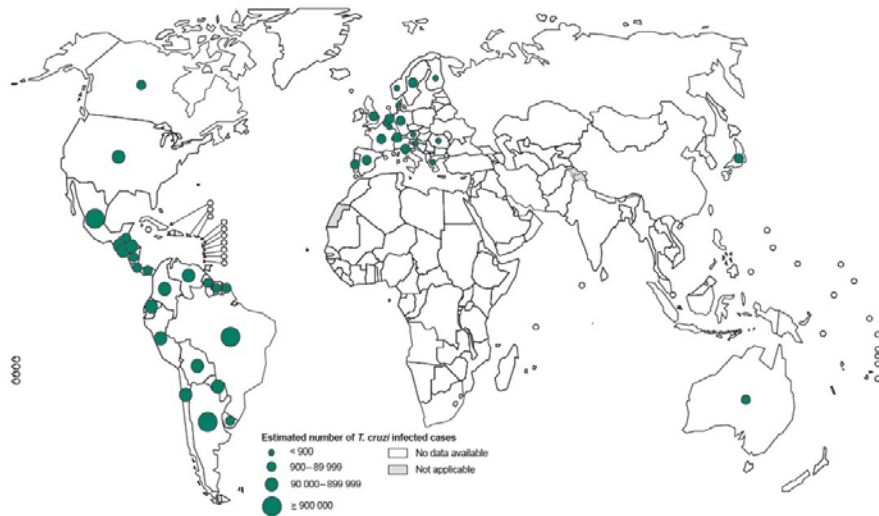 Estimated number of T. cruzi infected cases
< 900
900–89 999
90 000–899 999
≥ 900 000
No data available
Not applicable